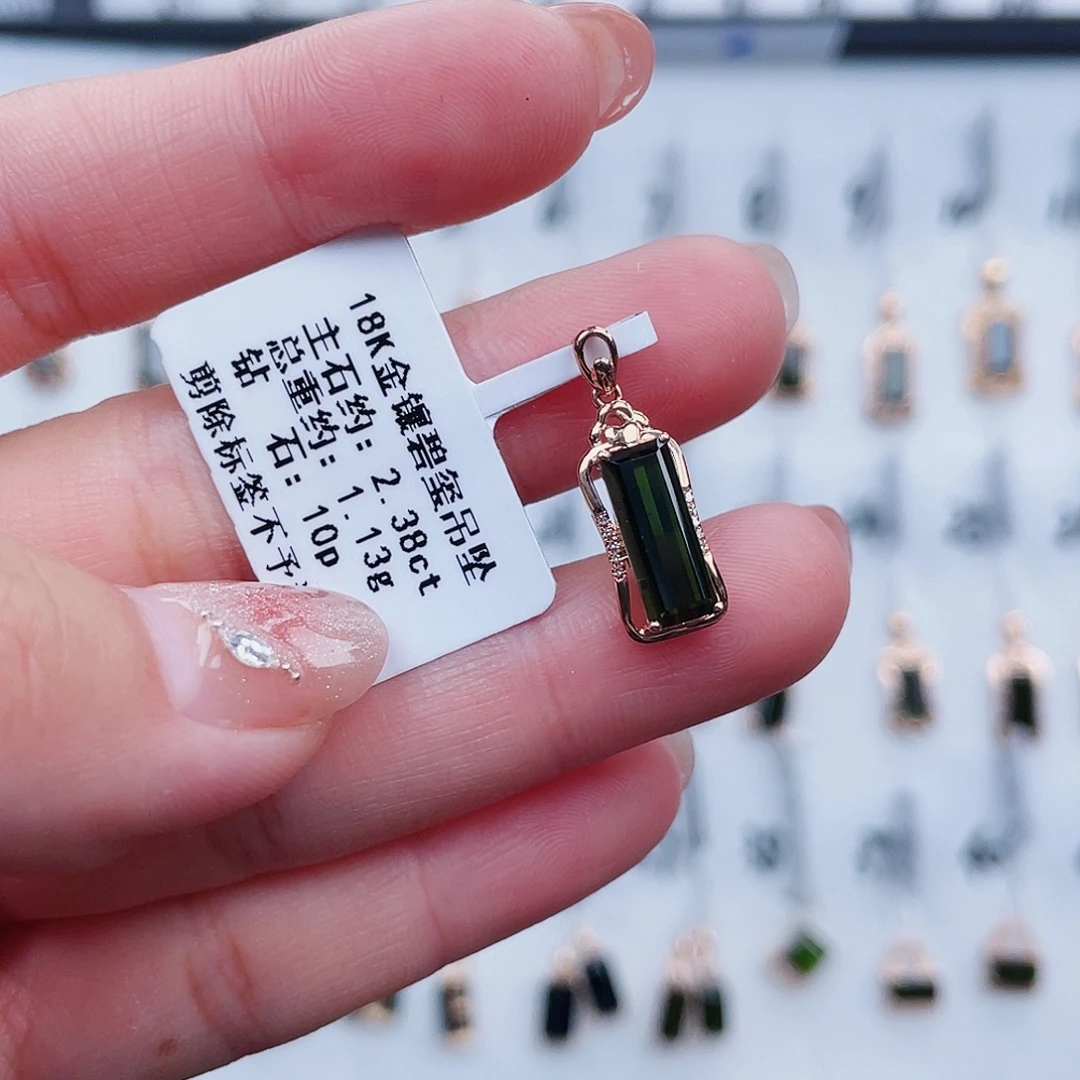 18K金镶碧玺吊坠
主石约: 2.38ct
总重约: 1.13g
钻 石: 10p
剪除标签不予